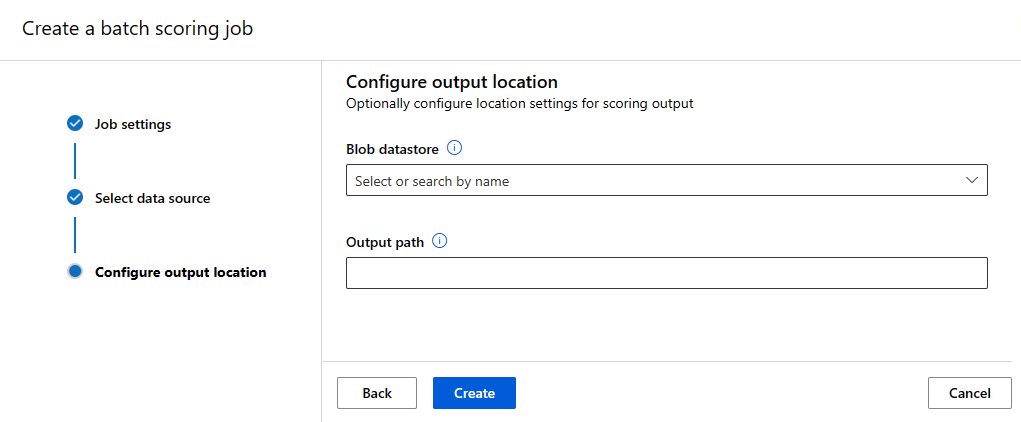 Create a batch scoring job
Job settings
Select data source
Configure output location
Configure output location
Optionally configure location settings for scoring output
Blob datastore
Select or search by name
Output path
Back
Create
Cancel